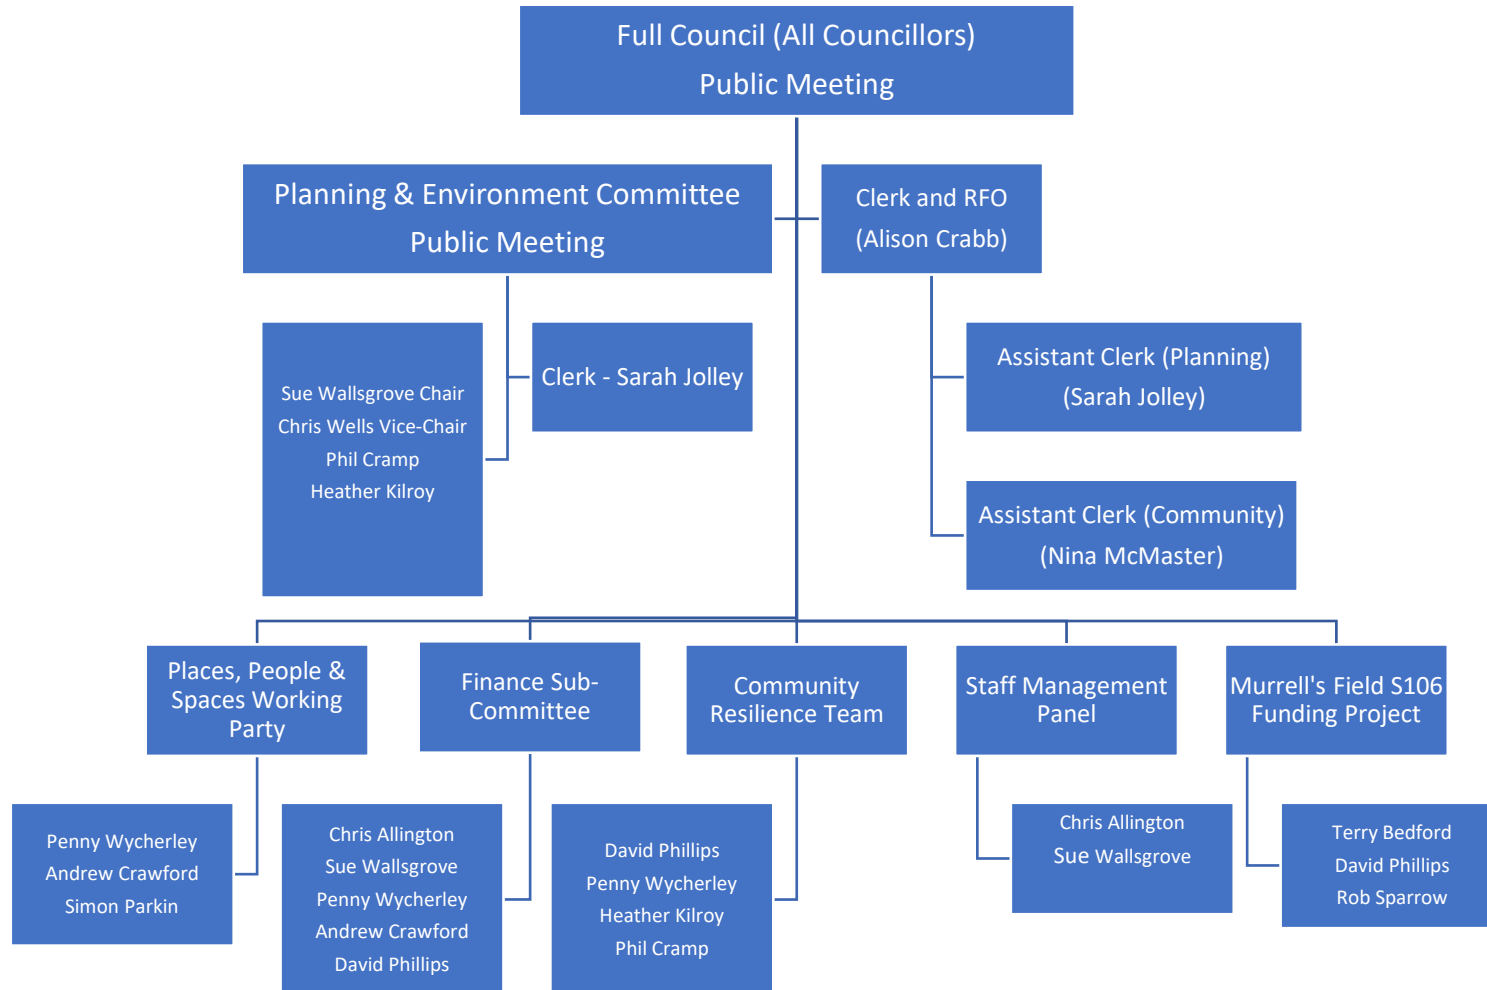 Full Council (All Councillors)
Public Meeting
Planning & Environment Committee
Public Meeting
Clerk and RFO
(Alison Crabb)
Sue Wallsgrove Chair
Chris Wells Vice-Chair
Phil Cramp
Heather Kilroy
Clerk - Sarah Jolley
Assistant Clerk (Planning)
(Sarah Jolley)
Assistant Clerk (Community)
(Nina McMaster)
Places, People &
Spaces Working
Party
Finance Sub-
Committee
Community
Resilience Team
Staff Management
Panel
Murrell's Field S106
Funding Project
Penny Wycherley
Andrew Crawford
Simon Parkin
Chris Allington
Sue Wallsgrove
Penny Wycherley
Andrew Crawford
David Phillips
David Phillips
Penny Wycherley
Heather Kilroy
Phil Cramp
Chris Allington
Sue Wallsgrove
Terry Bedford
David Phillips
Rob Sparrow